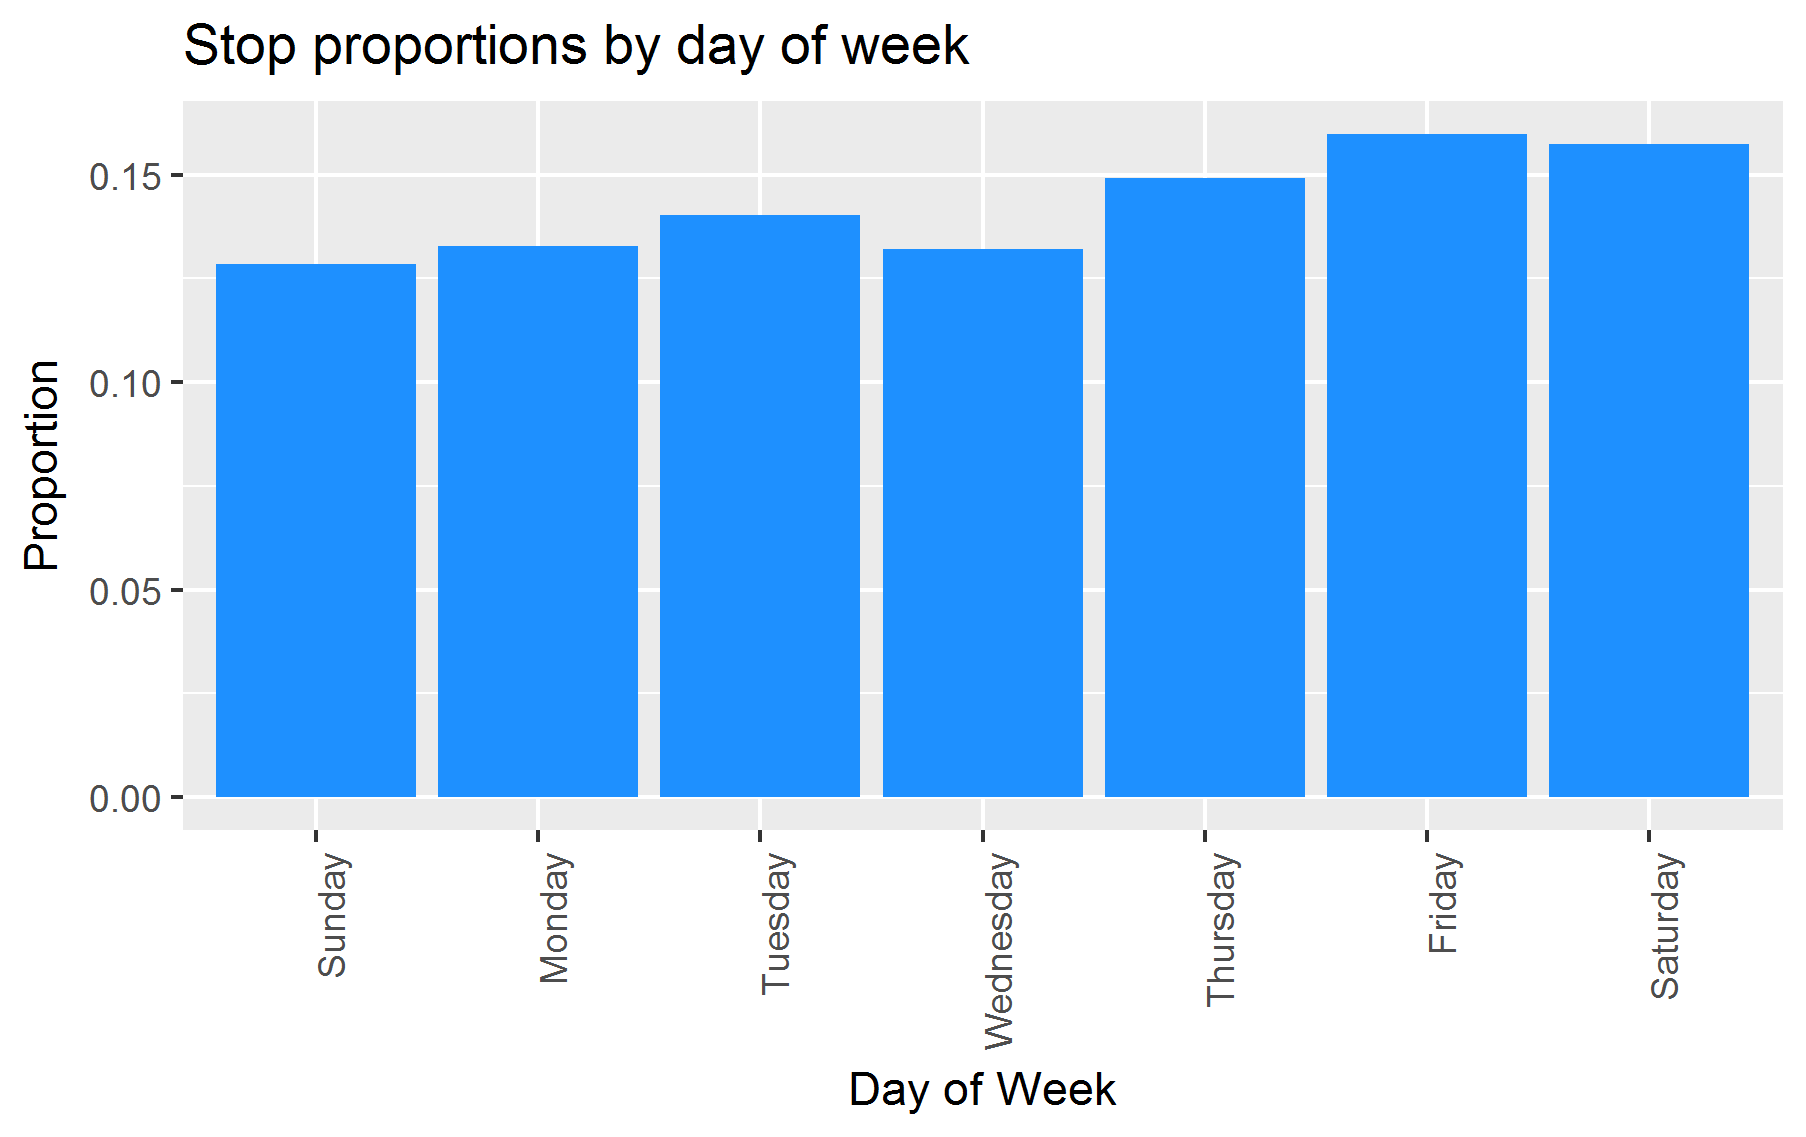 Stop proportions by day of week
Proportion
0.15
0.10
0.05
0.00
Sunday
Monday
Tuesday
Wednesday
Thursday
Friday
Saturday
Day of Week